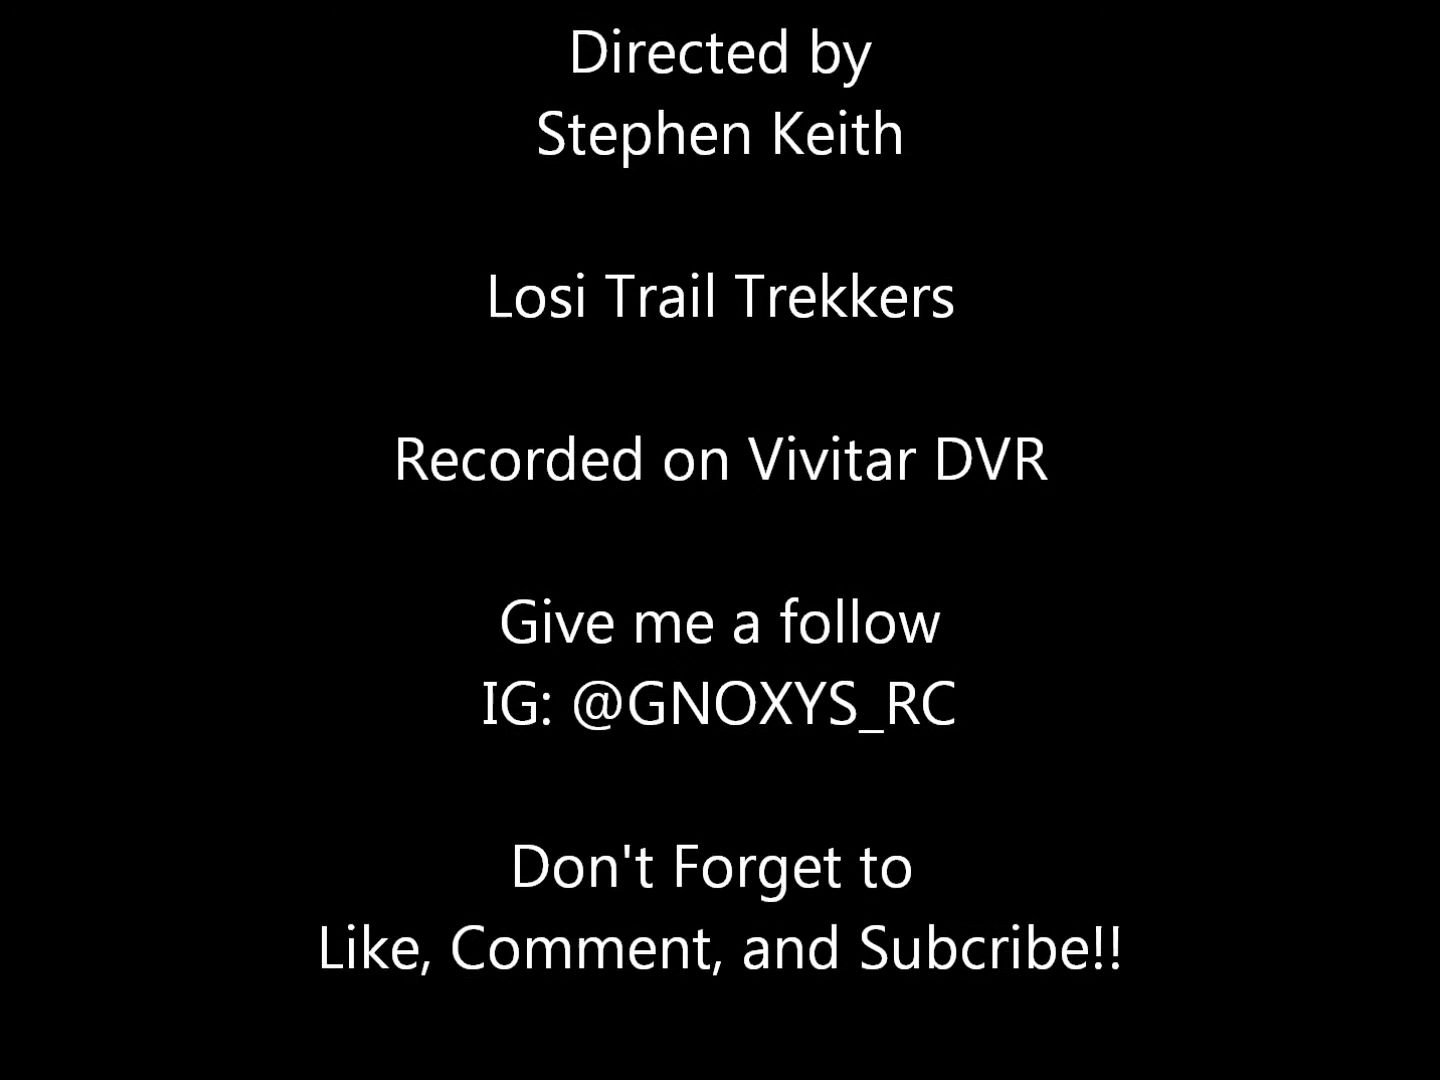 Directed by
Stephen Keith
Losi Trail Trekkers
Recorded on Vivitar DVR
Give me a follow
IG: @GNOXYS_RC
Don't Forget to
Like, Comment, and Subcribe!!